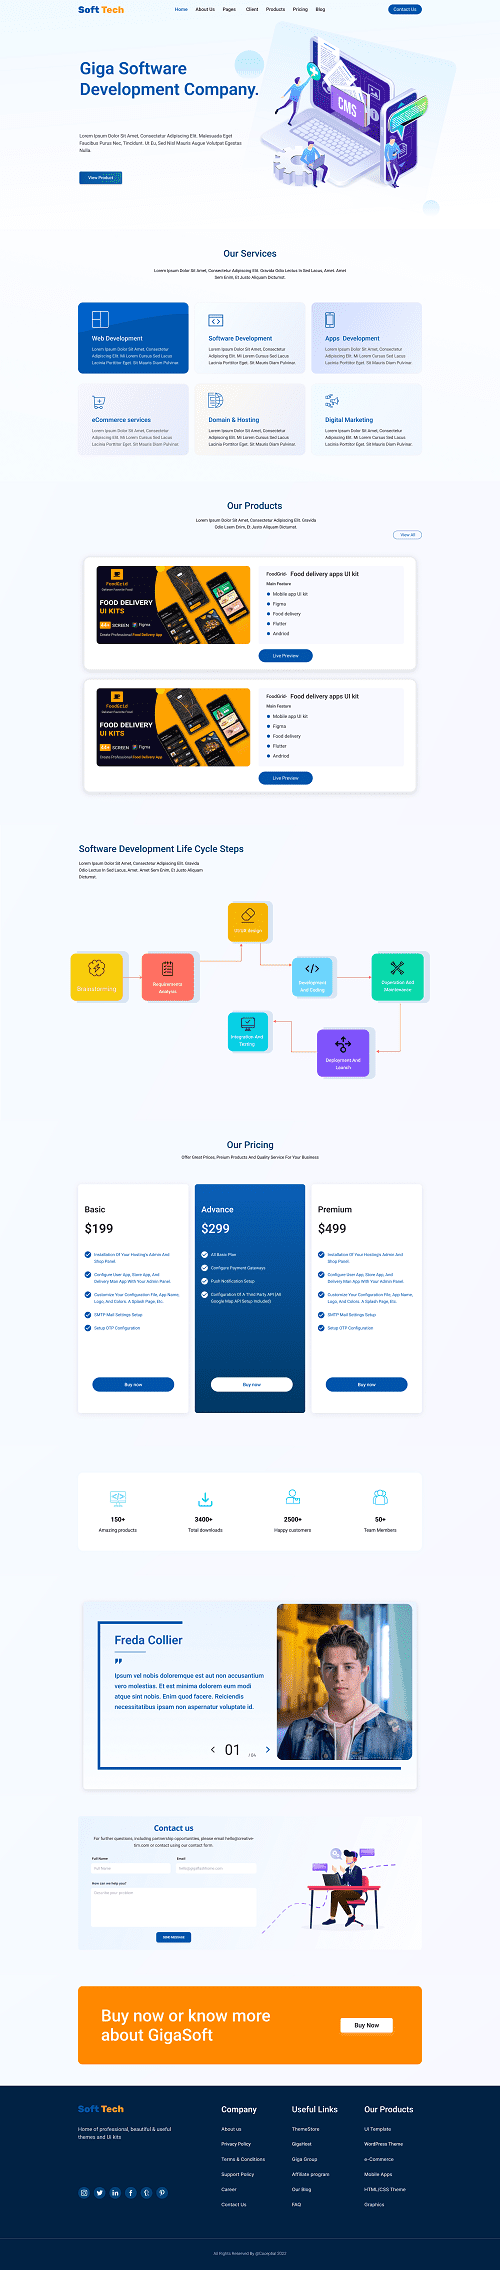 Soft Tech
Home About Us Pages Client Products Pricing Blog
Contact Us
Giga Software
Development Company.
CMS
Lorem Ipsum Dolor Sit Amet, Consectetur Adipiscing Elit. Malesuada Eget
Faucibus Purus Nec, Tincidunt. Ut Eu, Sed Nisl Mauris Augue Volutpat Egestas
Nulla.
View Product
Our Services
Lorem Ipsum Dolor Sit Amet, Consectetur Adipiscing Elit. Gravida Odio Lectus In Sed Lacus, Amet. Amet
Sem Enim, Et Justo Aliquam Dictumst.
Web Development
Lorem Ipsum Dolor Sit Amet, Consectetur
Adipiscing Elit. Mi Lorem Cursus Sed Lacus
Lacinia Porttitor Eget. Sit Mauris Diam Pulvinar.
Software Development
Lorem Ipsum Dolor Sit Amet, Consectetur
Adipiscing Elit. Mi Lorem Cursus Sed Lacus
Lacinia Porttitor Eget. Sit Mauris Diam Pulvinar.
Apps Development
Lorem Ipsum Dolor Sit Amet, Consectetur
Adipiscing Elit. Mi Lorem Cursus Sed Lacus
Lacinia Porttitor Eget. Sit Mauris Diam Pulvinar.
eCommerce services
Lorem Ipsum Dolor Sit Amet, Consectetur
Adipiscing Elit. Mi Lorem Cursus Sed Lacus
Lacinia Porttitor Eget. Sit Mauris Diam Pulvinar.
Domain & Hosting
Lorem Ipsum Dolor Sit Amet, Consectetur
Adipiscing Elit. Mi Lorem Cursus Sed Lacus
Lacinia Porttitor Eget. Sit Mauris Diam Pulvinar.
Digital Marketing
Lorem Ipsum Dolor Sit Amet, Consectetur
Adipiscing Elit. Mi Lorem Cursus Sed Lacus
Lacinia Porttitor Eget. Sit Mauris Diam Pulvinar.
Our Products
Lorem Ipsum Dolor Sit Amet, Consectetur Adipiscing Elit. Gravida
Odio Lsem Enim, Et Justo Aliquam Dictumst.
View All
FoodGrid
Deliever Favorite Food
FOOD DELIVERY
UI KITS
44+ SCREEN Figma
Create Professional Food Delivery App
FoodGrid- Food delivery apps UI kit
Main Feature
Mobile app UI kit
Figma
Food delivery
Flutter
Andriod
Live Preview
FoodGrid
Deliever Favorite Food
FOOD DELIVERY
UI KITS
44+ SCREEN Figma
Create Professional Food Delivery App
FoodGrid- Food delivery apps UI kit
Main Feature
Mobile app UI kit
Figma
Food delivery
Flutter
Andriod
Live Preview
Software Development Life Cycle Steps
Lorem Ipsum Dolor Sit Amet, Consectetur Adipiscing Elit. Gravida
Odio Lectus In Sed Lacus, Amet. Amet Sem Enim, Et Justo Aliquam
Dictumst.
Ui UX design
Brainstorming
Requirements
Analysis
Development
And Coding
Operation And
Maintenance
Integration And
Testing
Deployment And
Launch
Our Pricing
Offer Great Prices, Preium Products And Quality Service For Your Business
Basic
$199
Installation Of Your Hosting's Admin And
Shop Panel
Configure User App, Store App, And
Delivery Man App With Your Admin Panel.
Customize Your Configuration File, App Name,
Logo, And Colors. A Splash Page, Etc.
SMTP Mail Settings Setup
Setup OTP Configuration
Buy now
Advance
$299
All Basic Plan
Configure Payment Gateways
Push Notification Setup
Configuration Of A Third Party API (All
Google Map API Setup Included!)
Buy now
Premium
$499
Installation Of Your Hosting's Admin And
Shop Panel
Configure User App, Store App, And
Delivery Man App With Your Admin Panel.
Customize Your Configuration File, App Name,
Logo, And Colors. A Splash Page, Etc.
SMTP Mail Settings Setup
Setup OTP Configuration
Buy now
150+
Amazing products
3400+
Total downloads
2500+
Happy customers
50+
Team Members
Freda Collier
Ipsum vel nobis doloremque est aut non accusantium
vero molestias. Et est minima dolorem eum modi
atque sint nobis. Enim quod facere. Reiciendis
necessitatibus ipsam non aspernatur voluptate id.
01 / 04
Contact us
For further questions, including partnership opportunities, please email hello@creative-
tim.com or contact using our contact form.
Full Name Email
Full Name
How can we help you?
Describe your problem
SEND MESSAGE
Buy now or know more
about GigaSoft
Buy Now
Soft Tech
Home of professional, beautiful & useful
themes and UI kits
Company
About us
Privacy Policy
Terms & Conditions
Support Policy
Career
Contact Us
Useful Links
ThemeStore
GigaHost
Giga Group
Affiliate program
Our Blog
FAQ
Our Products
UI Template
WordPress Theme
e-Commerce
Mobile Apps
HTML/CSS Theme
Graphics
All Rights Reserved By @Coceptial 2022